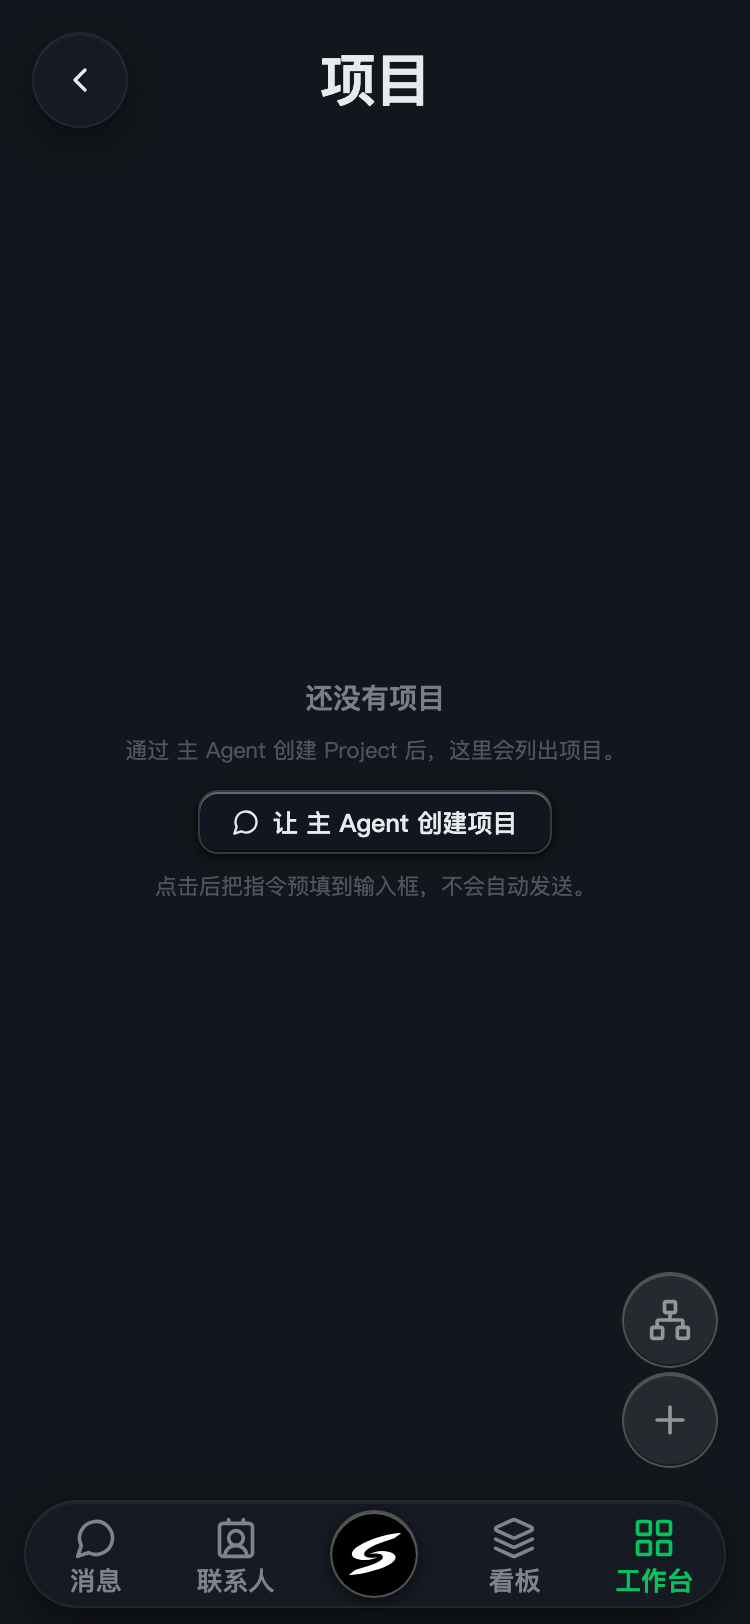 项目
还没有项目
通过 主 Agent 创建 Project 后，这里会列出项目。
让 主 Agent 创建项目
点击后把指令预填到输入框，不会自动发送。
消息
联系人
看板
工作台